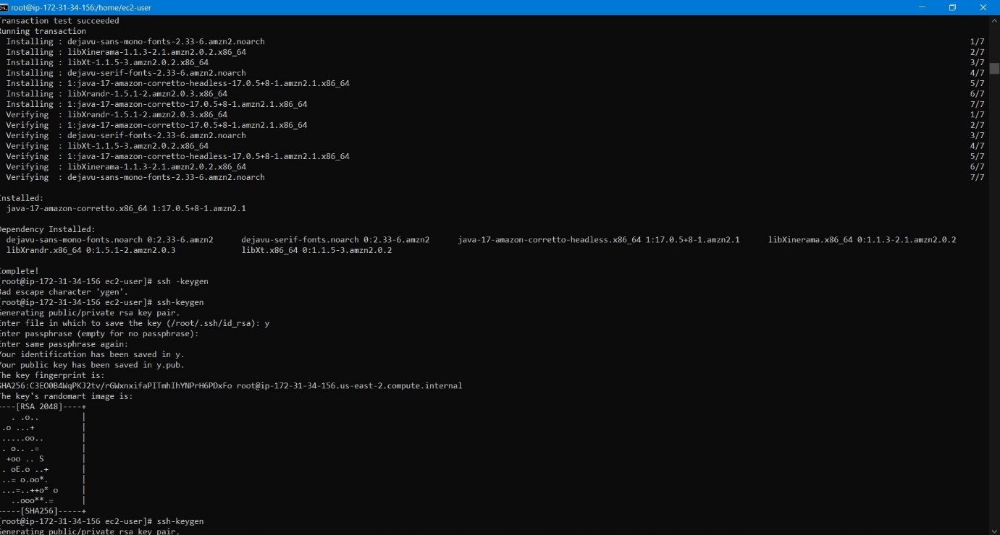 root@ip-172-31-34-156:/home/ec2-user
Transaction test succeeded
Running transaction
Installing : dejavu-sans-mono-fonts-2.33-6.amzn2.noarch 1/7
Installing : libXinerama-1.1.3-2.1.amzn2.0.2.x86_64 2/7
Installing : libXt-1.1.5-3.amzn2.0.2.x86_64 3/7
Installing : dejavu-serif-fonts-2.33-6.amzn2.noarch 4/7
Installing : 1:java-17-amazon-corretto-headless-17.0.5+8-1.amzn2.1.x86_64 5/7
Installing : libXrandr-1.5.1-2.amzn2.0.3.x86_64 6/7
Installing : 1:java-17-amazon-corretto-17.0.5+8-1.amzn2.1.x86_64 7/7
Verifying : libXrandr-1.5.1-2.amzn2.0.3.x86_64 1/7
Verifying : 1:java-17-amazon-corretto-17.0.5+8-1.amzn2.1.x86_64 2/7
Verifying : dejavu-serif-fonts-2.33-6.amzn2.noarch 3/7
Verifying : libXt-1.1.5-3.amzn2.0.2.x86_64 4/7
Verifying : 1:java-17-amazon-corretto-headless-17.0.5+8-1.amzn2.1.x86_64 5/7
Verifying : libXinerama-1.1.3-2.1.amzn2.0.2.x86_64 6/7
Verifying : dejavu-sans-mono-fonts-2.33-6.amzn2.noarch 7/7
Installed:
java-17-amazon-corretto.x86_64 1:17.0.5+8-1.amzn2.1
Dependency Installed:
dejavu-sans-mono-fonts.noarch 0:2.33-6.amzn2 dejavu-serif-fonts.noarch 0:2.33-6.amzn2 java-17-amazon-corretto-headless.x86_64 1:17.0.5+8-1.amzn2.1 libXinerama.x86_64 0:1.1.3-2.1.amzn2.0.2
libXrandr.x86_64 0:1.5.1-2.amzn2.0.3 libXt.x86_64 0:1.1.5-3.amzn2.0.2
Complete!
[root@ip-172-31-34-156 ec2-user]# ssh -keygen
Bad escape character 'ygen'.
[root@ip-172-31-34-156 ec2-user]# ssh-keygen
Generating public/private rsa key pair.
Enter file in which to save the key (/root/.ssh/id_rsa): y
Enter passphrase (empty for no passphrase):
Enter same passphrase again:
Your identification has been saved in y.
Your public key has been saved in y.pub.
The key fingerprint is:
SHA256:C3EO0B4WqPKJ2tv/rGWxnxifaPITmhIhYNPrH6PDxFo root@ip-172-31-34-156.us-east-2.compute.internal
The key's randomart image is:
----[RSA 2048]----+
. .o.. |
.o ...+ |
.....oo.. |
. o.. .= |
+oo .. S |
. oE.o ..+ |
..= o.oo*. |
...=..++o* o |
..ooo**.= |
-----[SHA256]-----+
[root@ip-172-31-34-156 ec2-user]# ssh-keygen
Generating public/private rsa key pair.